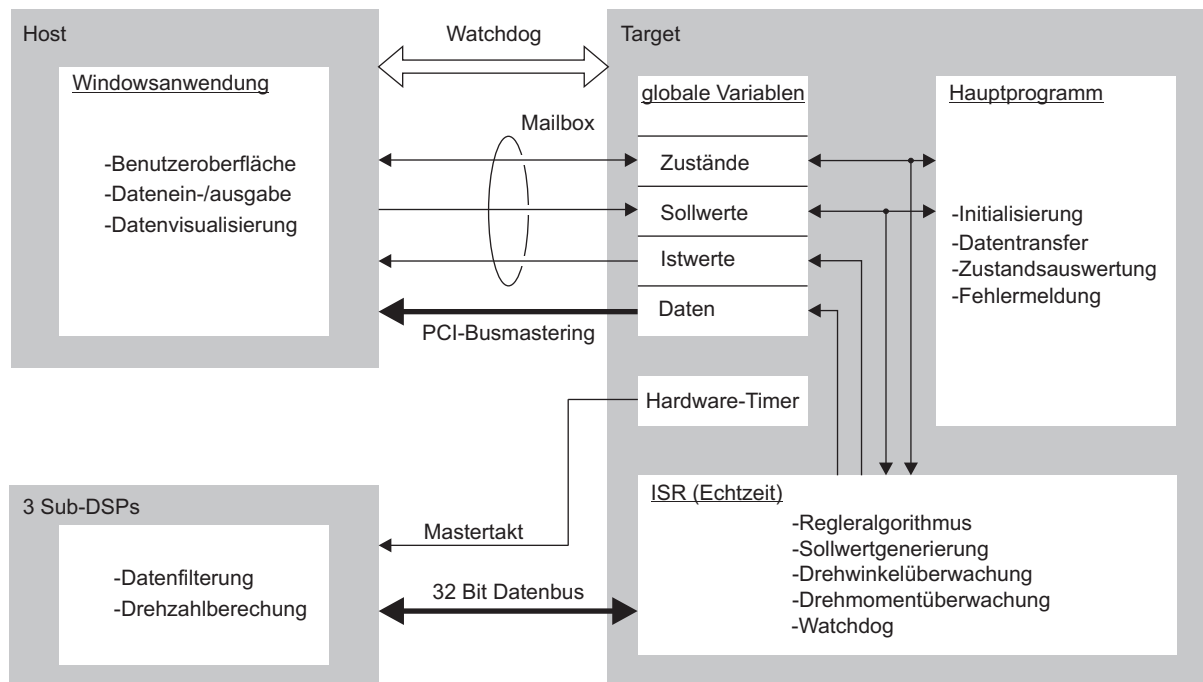 Host
Windowsanwendung
-Benutzeroberfläche
-Datenein-/ausgabe
-Datenvisualisierung
Watchdog
Mailbox
PCI-Busmastering
Target
globale Variablen
Zustände
Sollwerte
Istwerte
Daten
Hauptprogramm
-Initialisierung
-Datentransfer
-Zustandsauswertung
-Fehlermeldung
Hardware-Timer
3 Sub-DSPs
-Datenfilterung
-Drehzahlberechung
Mastertakt
32 Bit Datenbus
ISR (Echtzeit)
-Regleralgorithmus
-Sollwertgenerierung
-Drehwinkelüberwachung
-Drehmomentüberwachung
-Watchdog